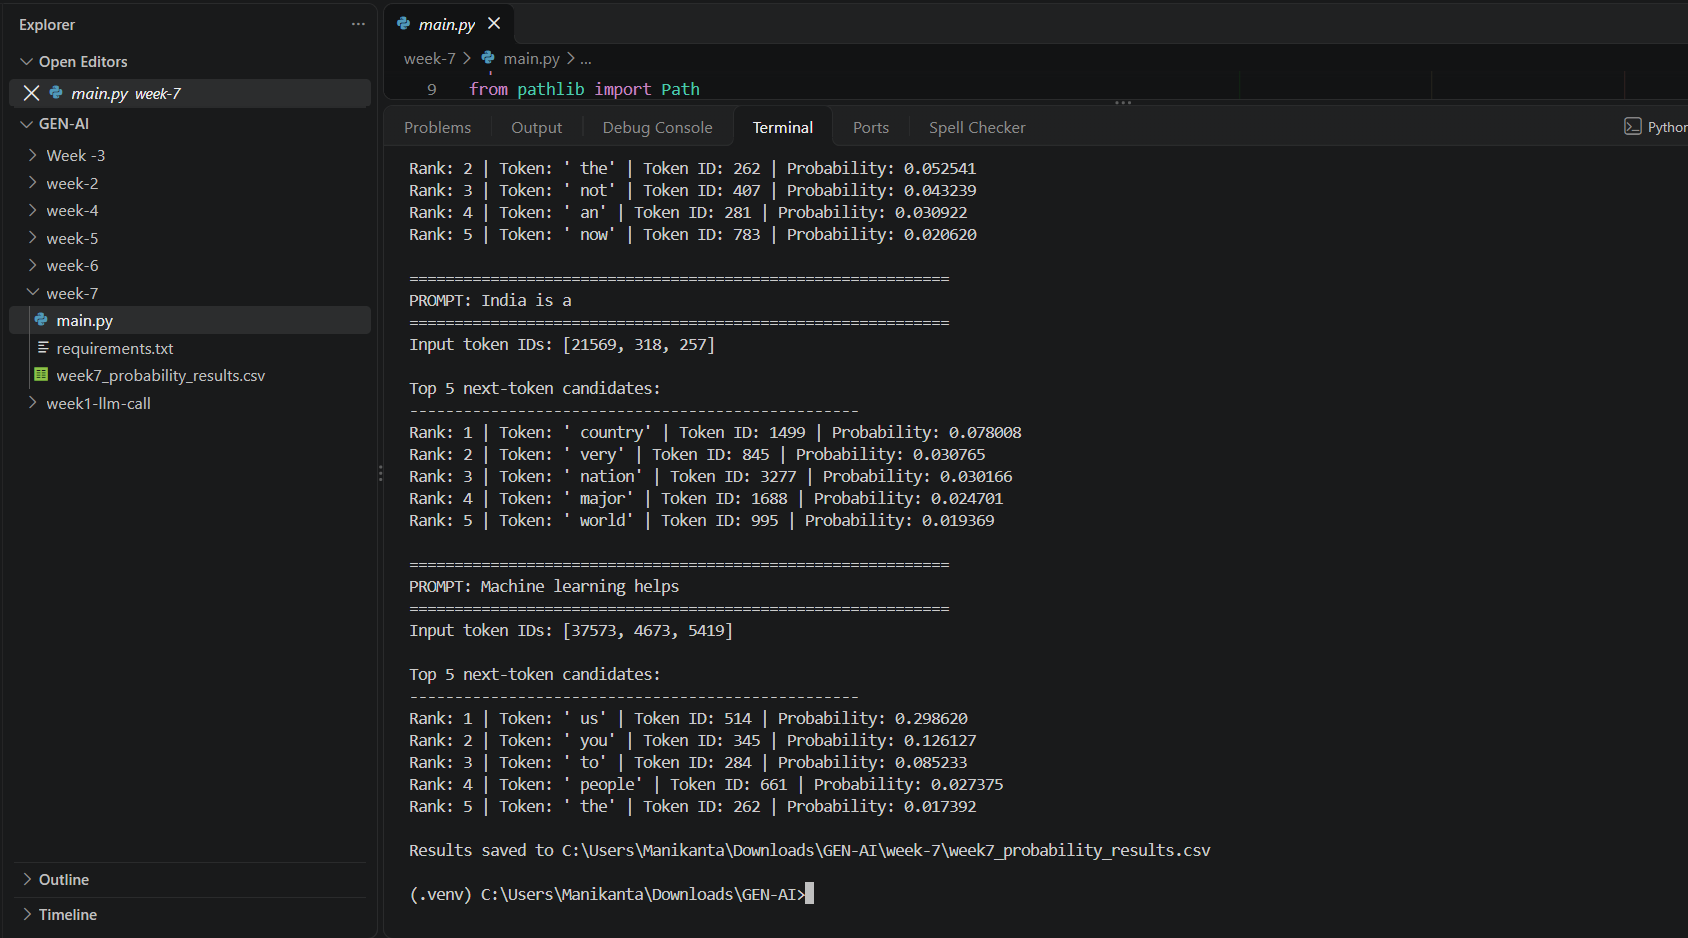 Explorer
Open Editors
main.py week-7
GEN-AI
Week -3
week-2
week-4
week-5
week-6
week-7
main.py
requirements.txt
week7_probability_results.csv
week1-llm-call
Outline
Timeline
main.py
week-7 > main.py > ...
9 from pathlib import Path
Problems Output Debug Console Terminal Ports Spell Checker Python
Rank: 2 | Token: ' the' | Token ID: 262 | Probability: 0.052541
Rank: 3 | Token: ' not' | Token ID: 407 | Probability: 0.043239
Rank: 4 | Token: ' an' | Token ID: 281 | Probability: 0.030922
Rank: 5 | Token: ' now' | Token ID: 783 | Probability: 0.020620
============================================================
PROMPT: India is a
============================================================
Input token IDs: [21569, 318, 257]
Top 5 next-token candidates:
--------------------------------------------------
Rank: 1 | Token: ' country' | Token ID: 1499 | Probability: 0.078008
Rank: 2 | Token: ' very' | Token ID: 845 | Probability: 0.030765
Rank: 3 | Token: ' nation' | Token ID: 3277 | Probability: 0.030166
Rank: 4 | Token: ' major' | Token ID: 1688 | Probability: 0.024701
Rank: 5 | Token: ' world' | Token ID: 995 | Probability: 0.019369
============================================================
PROMPT: Machine learning helps
============================================================
Input token IDs: [37573, 4673, 5419]
Top 5 next-token candidates:
--------------------------------------------------
Rank: 1 | Token: ' us' | Token ID: 514 | Probability: 0.298620
Rank: 2 | Token: ' you' | Token ID: 345 | Probability: 0.126127
Rank: 3 | Token: ' to' | Token ID: 284 | Probability: 0.085233
Rank: 4 | Token: ' people' | Token ID: 661 | Probability: 0.027375
Rank: 5 | Token: ' the' | Token ID: 262 | Probability: 0.017392
Results saved to C:\Users\Manikanta\Downloads\GEN-AI\week-7\week7_probability_results.csv
(.venv) C:\Users\Manikanta\Downloads\GEN-AI>